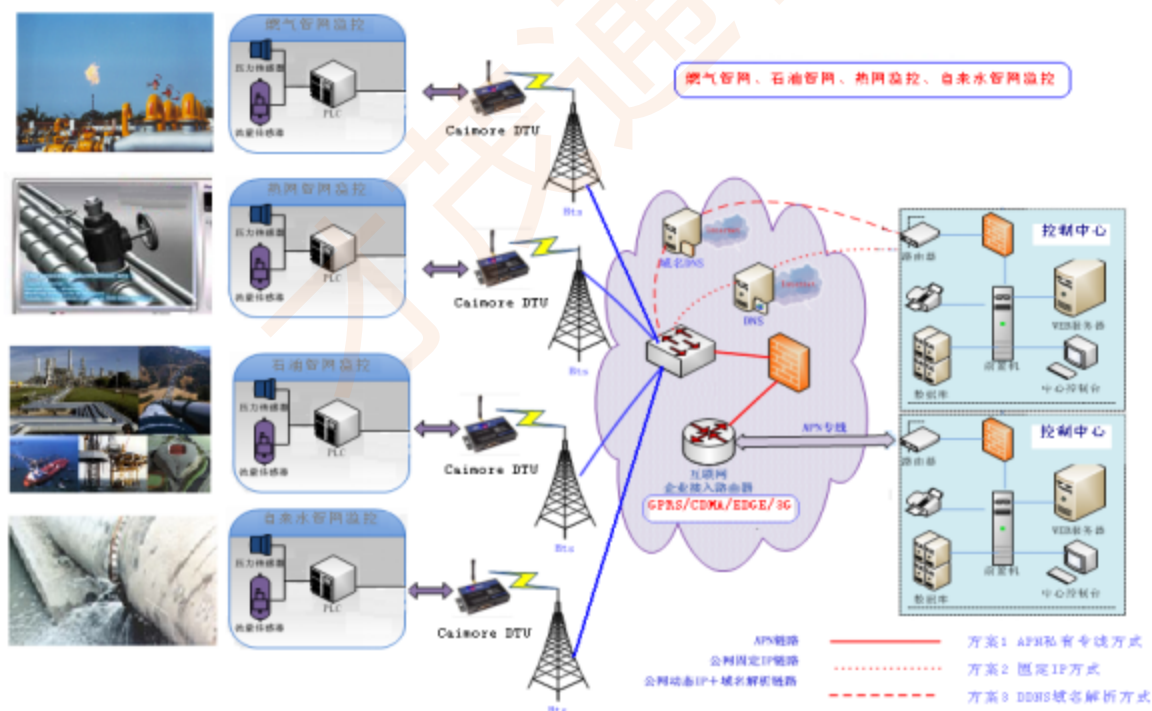 燃气管网监控
压力传感器
流量传感器
PLC
Caimore DTU
Bts
燃气管网、石油管网、热网监控、自来水管网监控
热网管网监控
压力传感器
流量传感器
PLC
Caimore DTU
Bts
石油管网监控
压力传感器
流量传感器
PLC
Caimore DTU
Bts
自来水管网监控
压力传感器
流量传感器
PLC
Caimore DTU
Bts
域名DNS
Internet
DNS
Internet
互联网
企业接入路由器
GPRS/CDMA/EDGE/3G
APN专线
控制中心
路由器
WEB服务器
前置机
数据库
中心控制台
控制中心
路由器
WEB服务器
前置机
数据库
中心控制台
APN链路
方案1 APN私有专线方式
公网固定IP链路
方案2 固定IP方式
公网动态IP+域名解析链路
方案3 DDNS域名解析方式
才茂通